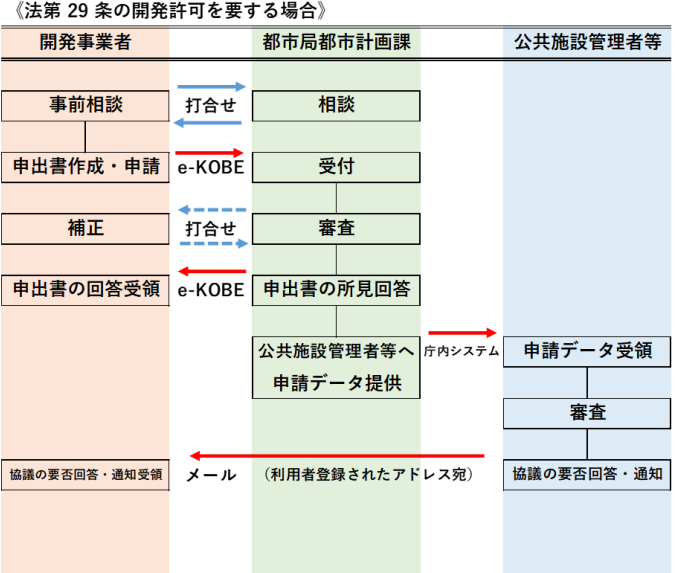 《法第 29 条の開発許可を要する場合》
開発事業者
都市局都市計画課
公共施設管理者等
事前相談
打合せ
相談
申出書作成・申請
e-KOBE
受付
補正
打合せ
審査
申出書の回答受領
e-KOBE
申出書の所見回答
公共施設管理者等へ
申請データ提供
庁内システム
申請データ受領
審査
協議の要否回答・通知受領
メール
（利用者登録されたアドレス宛）
協議の要否回答・通知